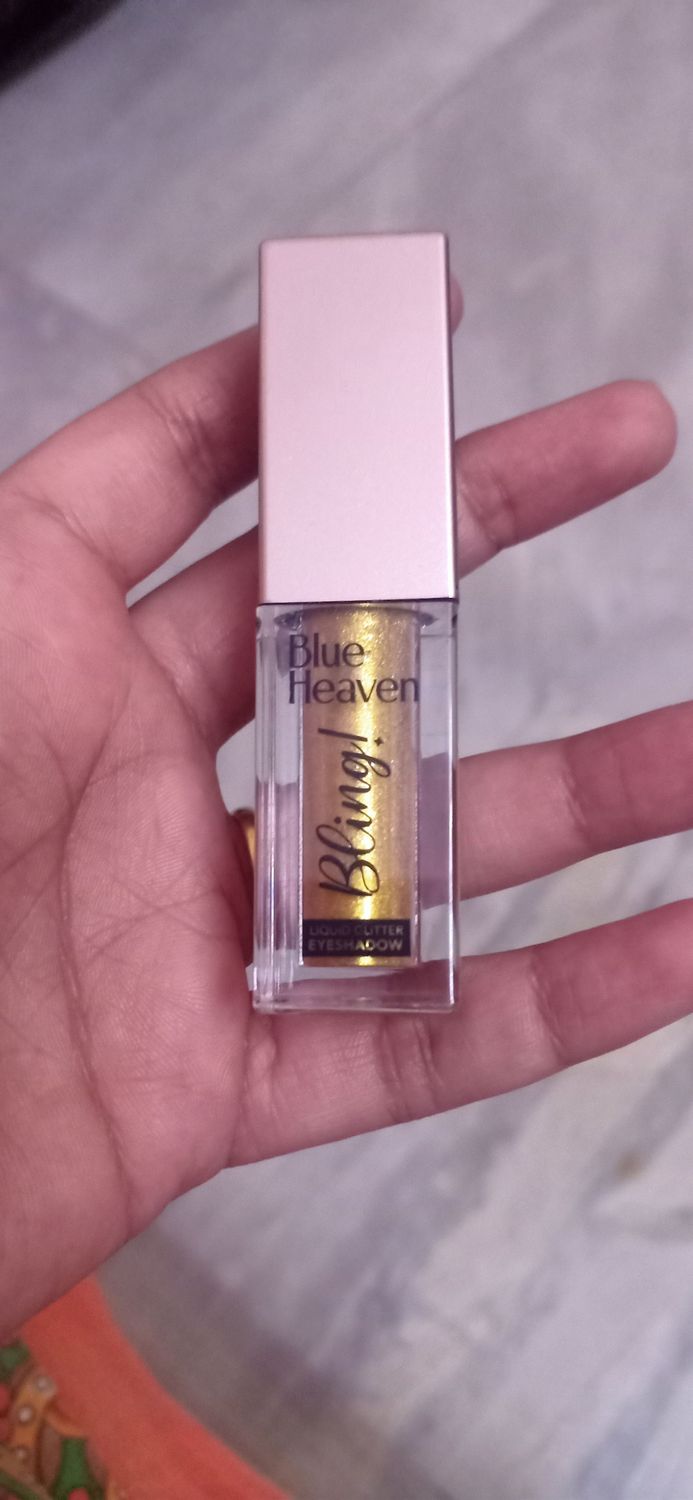 Blue
Heaven
Bling!
LIQUID GLITTER
EYESHADOW